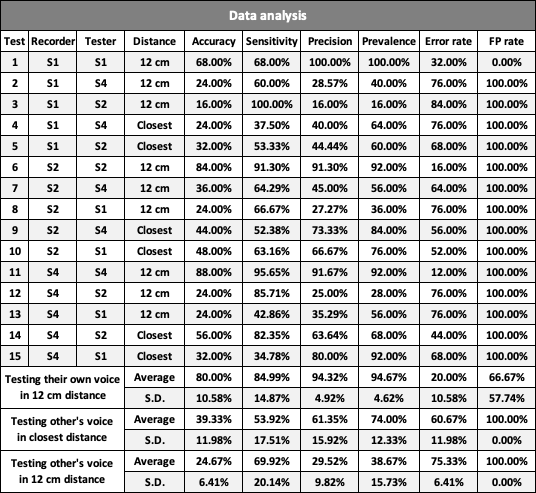 Data analysis
Test Recorder Tester Distance Accuracy Sensitivity Precision Prevalence Error rate FP rate
1 S1 S1 12 cm 68.00% 68.00% 100.00% 100.00% 32.00% 0.00%
2 S1 S4 12 cm 24.00% 60.00% 28.57% 40.00% 76.00% 100.00%
3 S1 S2 12 cm 16.00% 100.00% 16.00% 16.00% 84.00% 100.00%
4 S1 S4 Closest 24.00% 37.50% 40.00% 64.00% 76.00% 100.00%
5 S1 S2 Closest 32.00% 53.33% 44.44% 60.00% 68.00% 100.00%
6 S2 S2 12 cm 84.00% 91.30% 91.30% 92.00% 16.00% 100.00%
7 S2 S4 12 cm 36.00% 64.29% 45.00% 56.00% 64.00% 100.00%
8 S2 S1 12 cm 24.00% 66.67% 27.27% 36.00% 76.00% 100.00%
9 S2 S4 Closest 44.00% 52.38% 73.33% 84.00% 56.00% 100.00%
10 S2 S1 Closest 48.00% 63.16% 66.67% 76.00% 52.00% 100.00%
11 S4 S4 12 cm 88.00% 95.65% 91.67% 92.00% 12.00% 100.00%
12 S4 S2 12 cm 24.00% 85.71% 25.00% 28.00% 76.00% 100.00%
13 S4 S1 12 cm 24.00% 42.86% 35.29% 56.00% 76.00% 100.00%
14 S4 S2 Closest 56.00% 82.35% 63.64% 68.00% 44.00% 100.00%
15 S4 S1 Closest 32.00% 34.78% 80.00% 92.00% 68.00% 100.00%
Testing their own voice
in 12 cm distance
Average 80.00% 84.99% 94.32% 94.67% 20.00% 66.67%
S.D. 10.58% 14.87% 4.92% 4.62% 10.58% 57.74%
Testing other's voice
in closest distance
Average 39.33% 53.92% 61.35% 74.00% 60.67% 100.00%
S.D. 11.98% 17.51% 15.92% 12.33% 11.98% 0.00%
Testing other's voice
in 12 cm distance
Average 24.67% 69.92% 29.52% 38.67% 75.33% 100.00%
S.D. 6.41% 20.14% 9.82% 15.73% 6.41% 0.00%